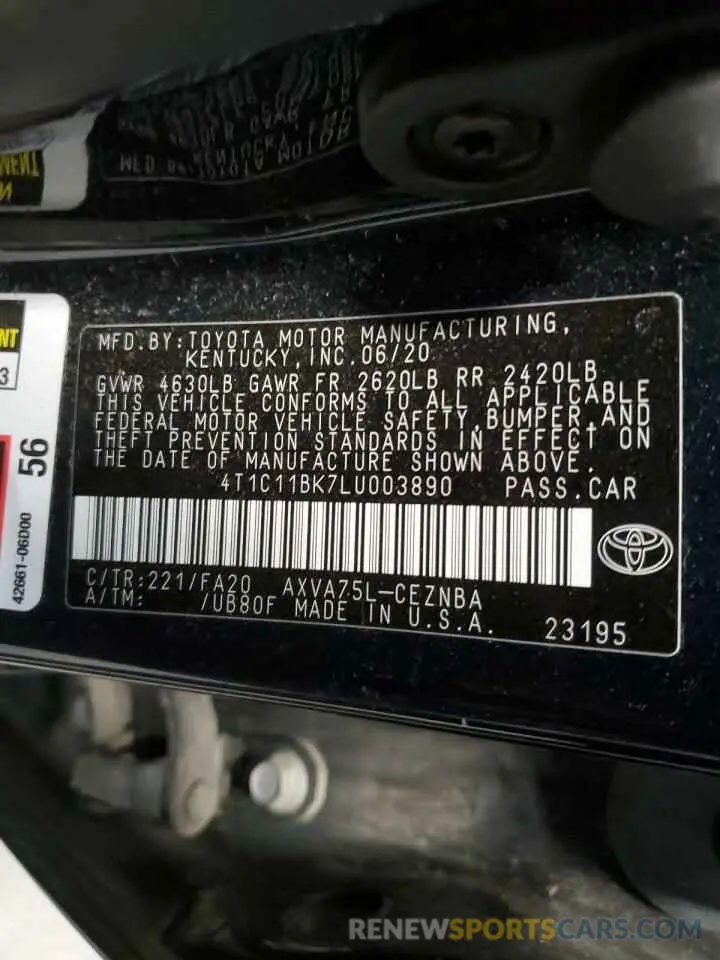 MFD.BY:TOYOTA MOTOR MANUFACTURING,
KENTUCKY,INC.06/20
GVWR 4630LB GAWR FR 2620LB RR 2420LB
THIS VEHICLE CONFORMS TO ALL APPLICABLE
FEDERAL MOTOR VEHICLE SAFETY,BUMPER,AND
THEFT PREVENTION STANDARDS IN EFFECT ON
THE DATE OF MANUFACTURE SHOWN ABOVE.
4T1C11BK7LU003890 PASS.CAR
C/TR:221/FA20 AXVA75L-CEZNBA
A/TM: /UB80F MADE IN U.S.A. 23195
56
42661-06D00
3
RENEWSPORTSCARS.COM